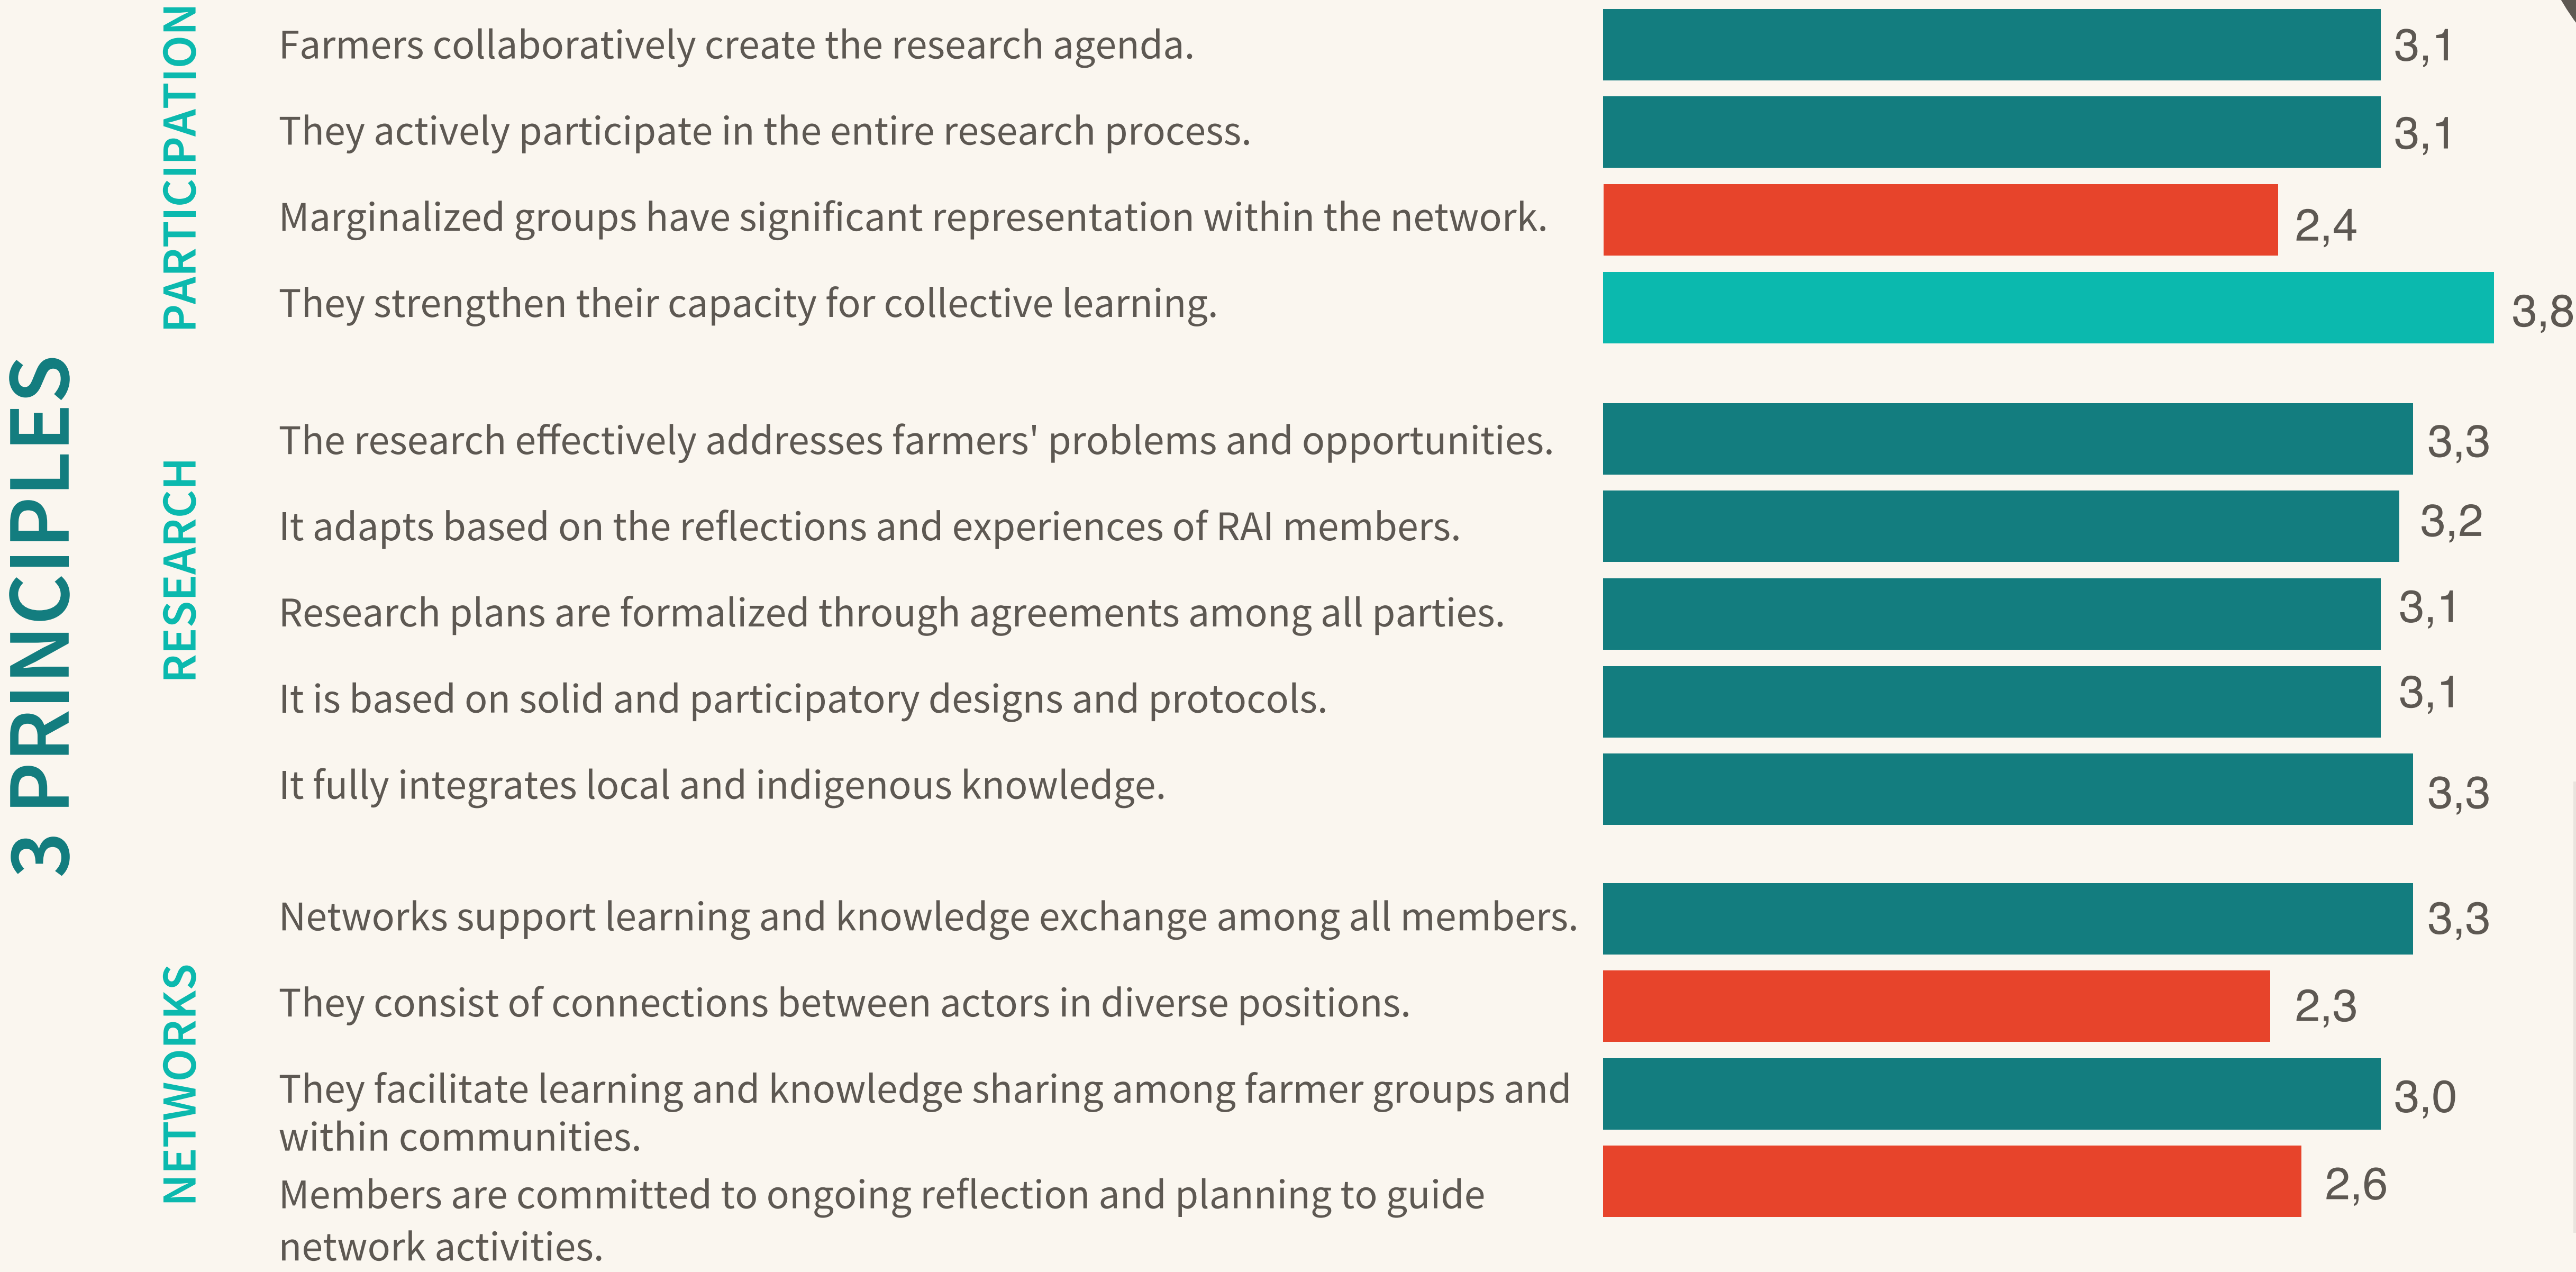 3 PRINCIPLES
PARTICIPATION
Farmers collaboratively create the research agenda.
3,1
They actively participate in the entire research process.
3,1
Marginalized groups have significant representation within the network.
2,4
They strengthen their capacity for collective learning.
3,8
RESEARCH
The research effectively addresses farmers' problems and opportunities.
3,3
It adapts based on the reflections and experiences of RAI members.
3,2
Research plans are formalized through agreements among all parties.
3,1
It is based on solid and participatory designs and protocols.
3,1
It fully integrates local and indigenous knowledge.
3,3
NETWORKS
Networks support learning and knowledge exchange among all members.
3,3
They consist of connections between actors in diverse positions.
2,3
They facilitate learning and knowledge sharing among farmer groups and
within communities.
3,0
Members are committed to ongoing reflection and planning to guide
network activities.
2,6